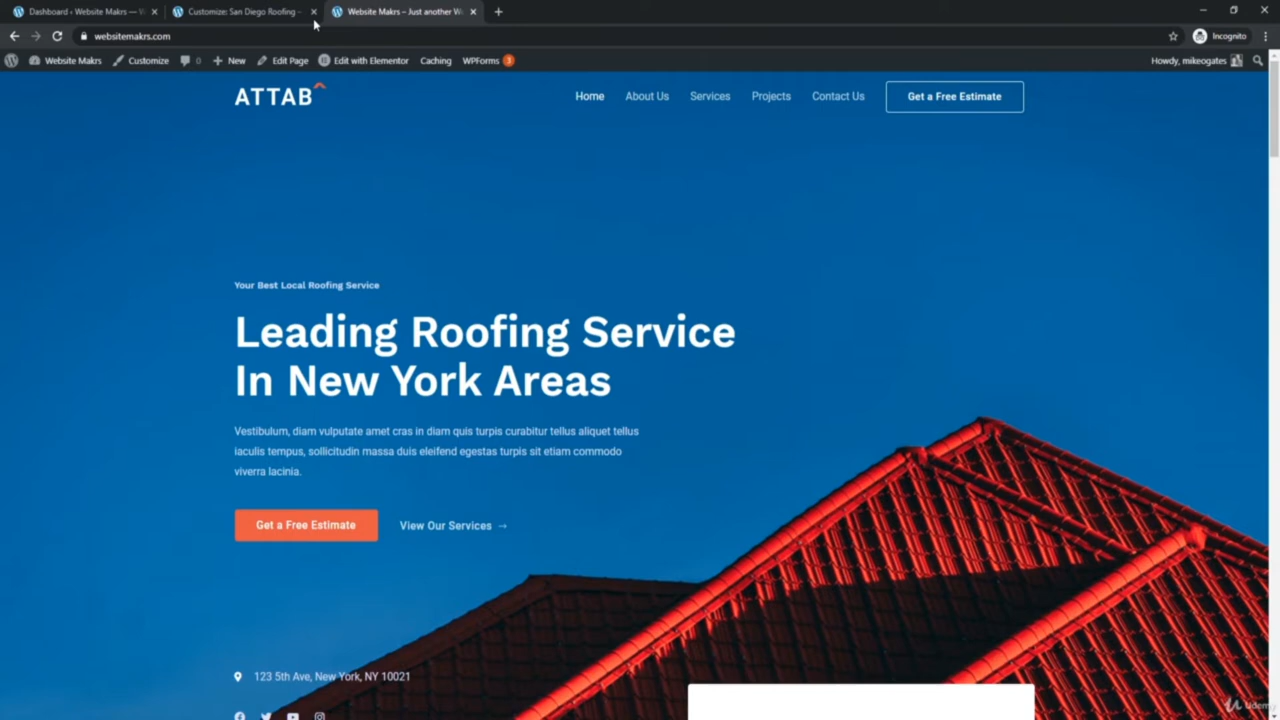 Dashboard ‹ Website Makrs — W
Customize: San Diego Roofing -
Website Makrs – Just another W
websitemakrs.com
Incognito
Website Makrs
Customize
0
New
Edit Page
Edit with Elementor
Caching
WPForms 3
Howdy, mikeogates
ATTAB
Home
About Us
Services
Projects
Contact Us
Get a Free Estimate
Your Best Local Roofing Service
Leading Roofing Service
In New York Areas
Vestibulum, diam vulputate amet cras in diam quis turpis curabitur tellus aliquet tellus
iaculis tempus, sollicitudin massa duis eleifend egestas turpis sit etiam commodo
viverra lacinia.
Get a Free Estimate
View Our Services →
123 5th Ave, New York, NY 10021
Udemy